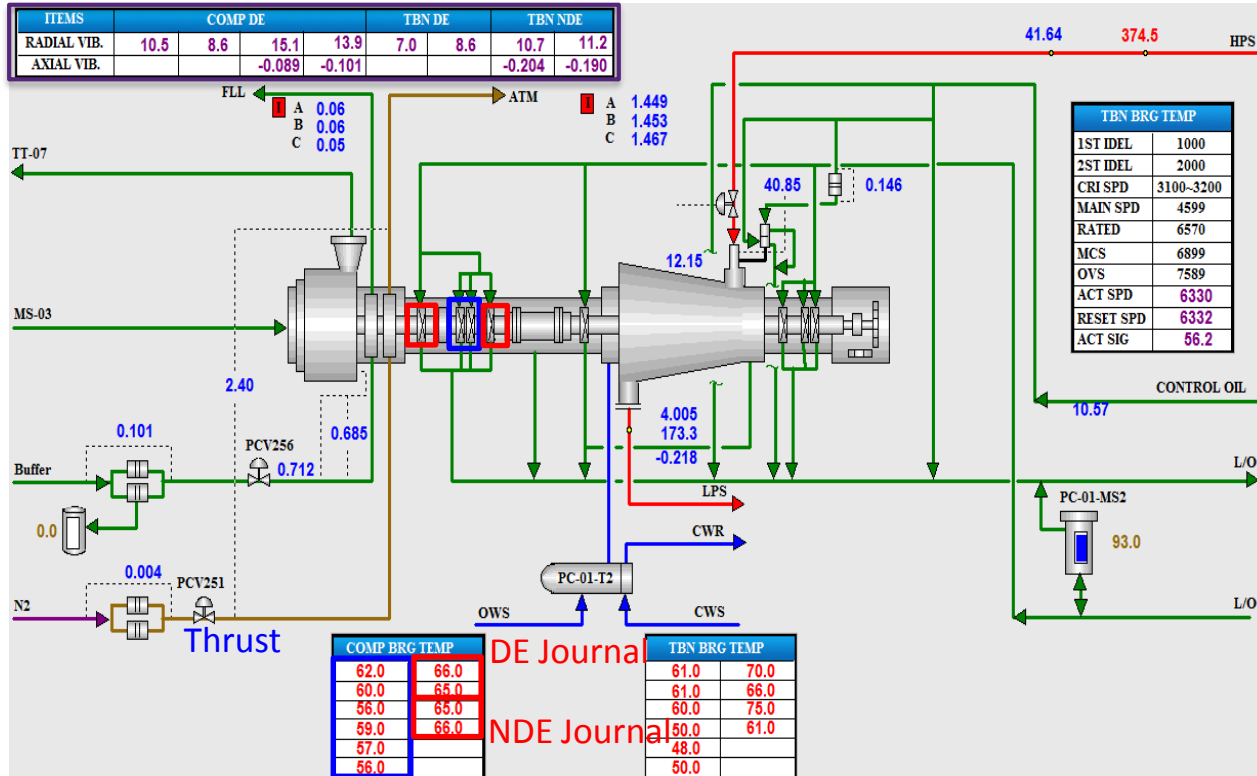 ITEMS COMP DE TBN DE TBN NDE
RADIAL VIB. 10.5 8.6 15.1 13.9 7.0 8.6 10.7 11.2
AXIAL VIB. -0.089 -0.101 -0.204 -0.190
41.64 374.5 HPS
FLL ATM
I A 0.06
B 0.06
C 0.05
I A 1.449
B 1.453
C 1.467
TBN BRG TEMP
1ST IDEL 1000
2ST IDEL 2000
CRI SPD 3100~3200
MAIN SPD 4599
RATED 6570
MCS 6899
OVS 7589
ACT SPD 6330
RESET SPD 6332
ACT SIG 56.2
TT-07
40.85 0.146
12.15
MS-03
2.40
CONTROL OIL
10.57
4.005
173.3
-0.218
0.101 0.685
PCV256
Buffer 0.712
L/O
LPS
PC-01-MS2
0.0
CWR
93.0
0.004
PCV251
PC-01-T2
N2
OWS CWS
L/O
Thrust
COMP BRG TEMP
62.0 66.0
60.0 65.0
56.0 65.0
59.0 66.0
57.0
56.0
DE Journal
NDE Journal
TBN BRG TEMP
61.0 70.0
61.0 66.0
60.0 75.0
50.0 61.0
48.0
50.0